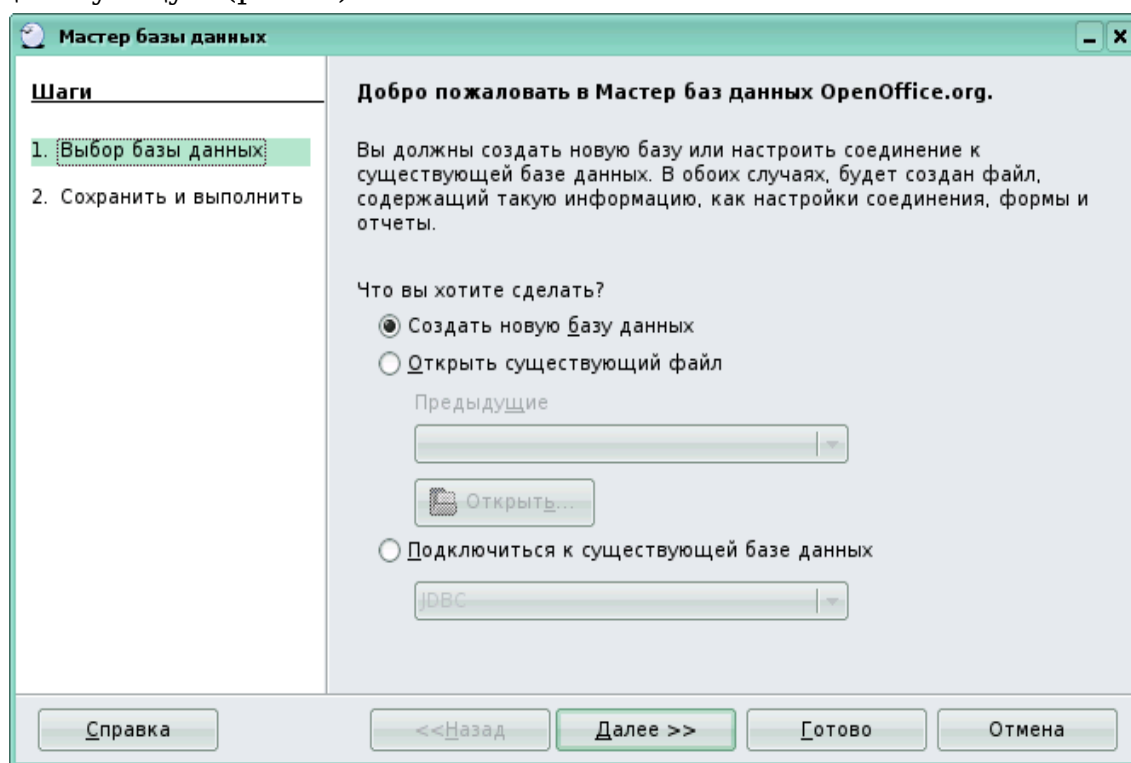 Мастер базы данных
Шаги
1. Выбор базы данных
2. Сохранить и выполнить
Добро пожаловать в Мастер баз данных OpenOffice.org.
Вы должны создать новую базу или настроить соединение к
существующей базе данных. В обоих случаях, будет создан файл,
содержащий такую информацию, как настройки соединения, формы и
отчеты.
Что вы хотите сделать?
Создать новую базу данных
Открыть существующий файл
Предыдущие
Открыть...
Подключиться к существующей базе данных
JDBC
Справка
<<Назад
Далее >>
Готово
Отмена